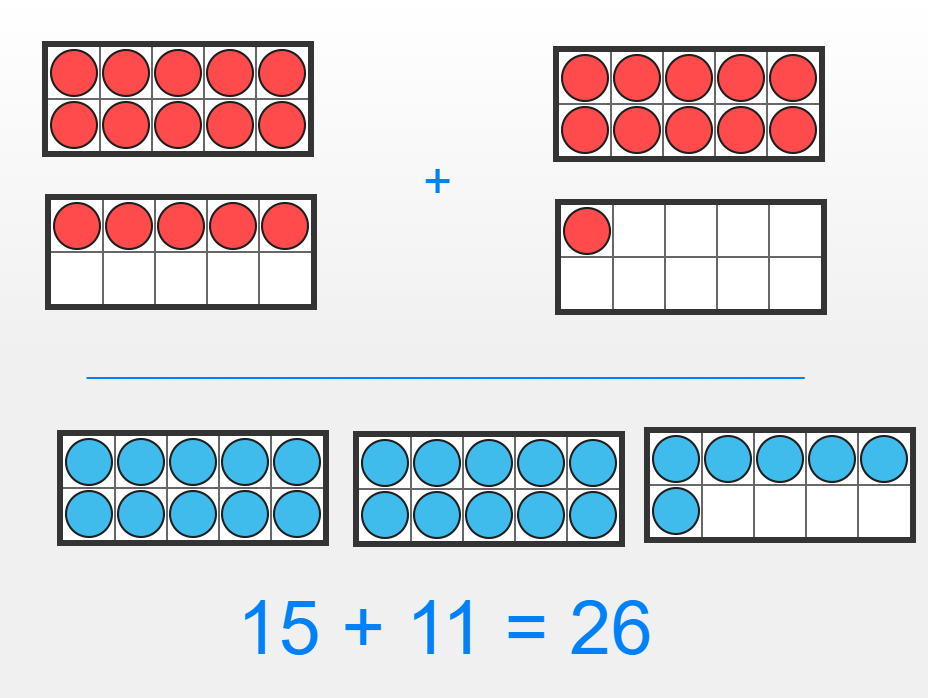 +
15 + 11 = 26